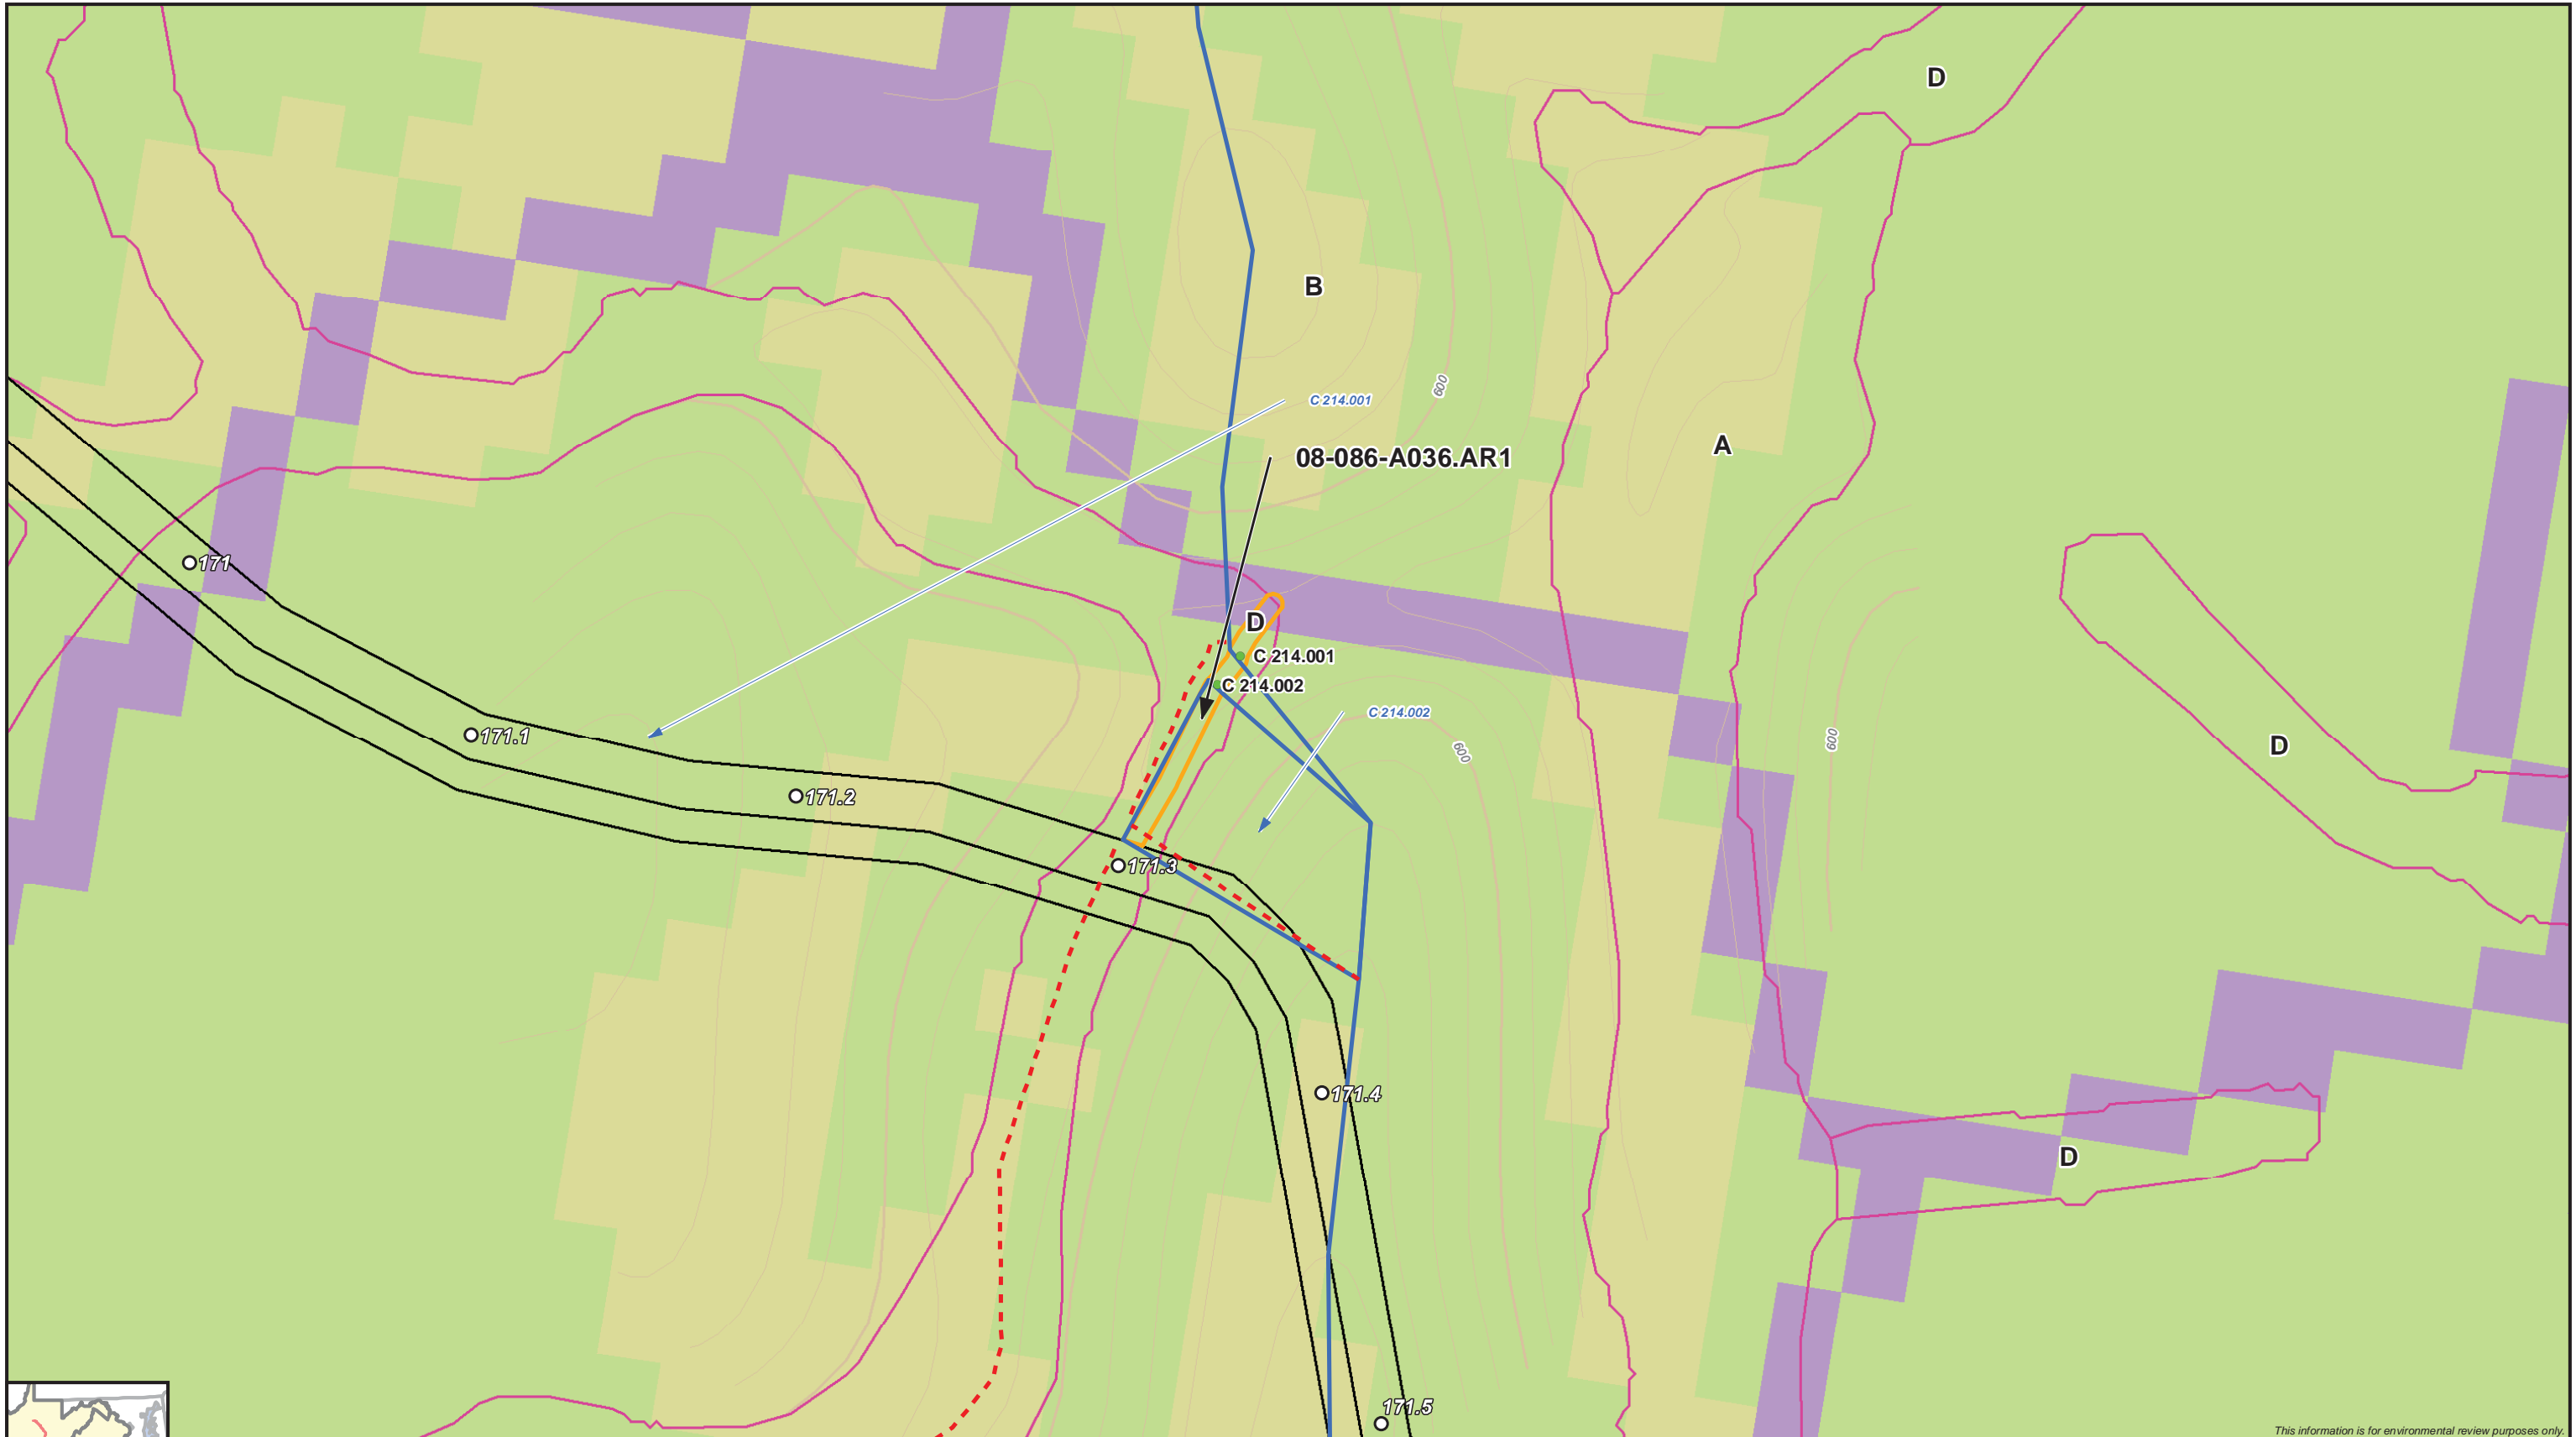 D
B
600
C 214.001
A
08-086-A036.AR1
171
D
C 214.001
C 214.002
C 214.002
171.1
600
600
D
171.2
171.3
171.4
D
171.5
This information is for environmental review purposes only.